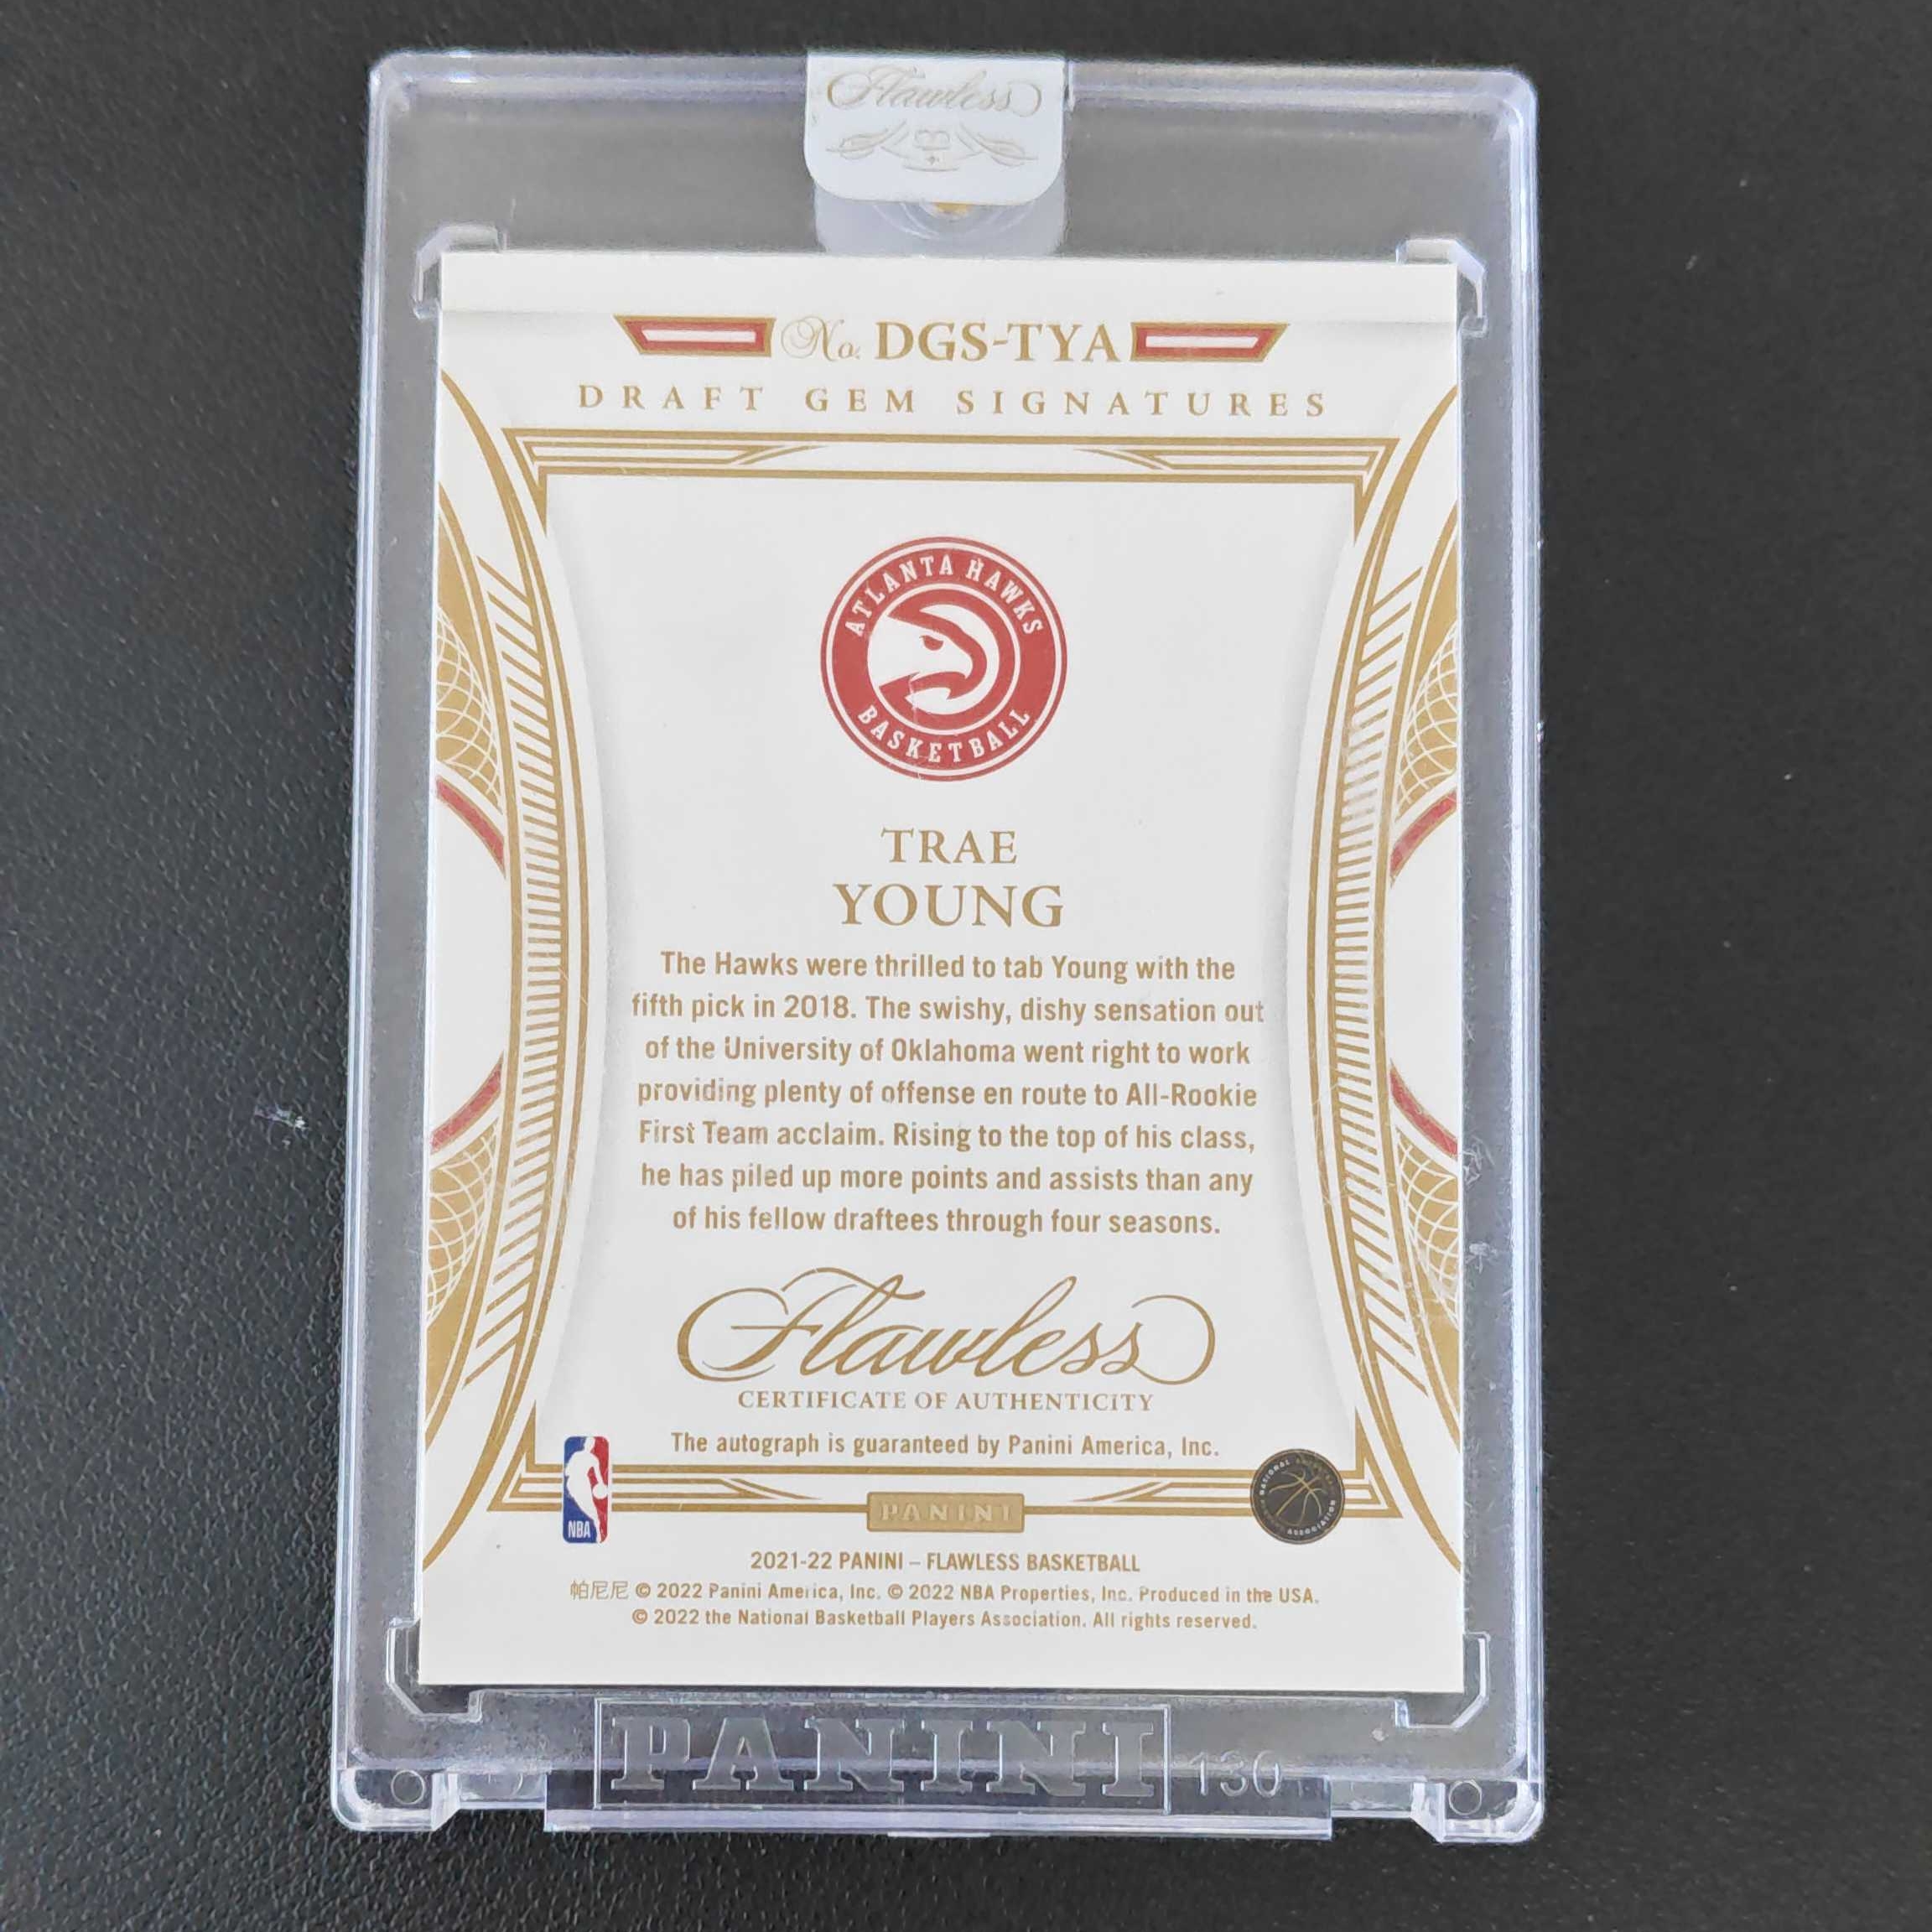 Flawless
No. DGS-TYA
DRAFT GEM SIGNATURES
ATLANTA HAWKS
BASKETBALL
TRAE
YOUNG
The Hawks were thrilled to tab Young with the
fifth pick in 2018. The swishy, dishy sensation out
of the University of Oklahoma went right to work
providing plenty of offense en route to All-Rookie
First Team acclaim. Rising to the top of his class,
he has piled up more points and assists than any
of his fellow draftees through four seasons.
Flawless
CERTIFICATE OF AUTHENTICITY
The autograph is guaranteed by Panini America, Inc.
NBA
PANINI
NATIONAL ASSOCIATION
2021-22 PANINI – FLAWLESS BASKETBALL
帕尼尼 © 2022 Panini America, Inc. © 2022 NBA Properties, Inc. Produced in the USA.
© 2022 the National Basketball Players Association. All rights reserved.
PANINI 130